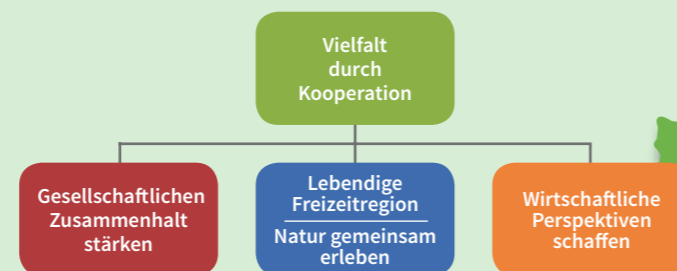 Vielfalt
durch
Kooperation
Gesellschaftlichen
Zusammenhalt
stärken
Lebendige
Freizeitregion
Natur gemeinsam
erleben
Wirtschaftliche
Perspektiven
schaffen